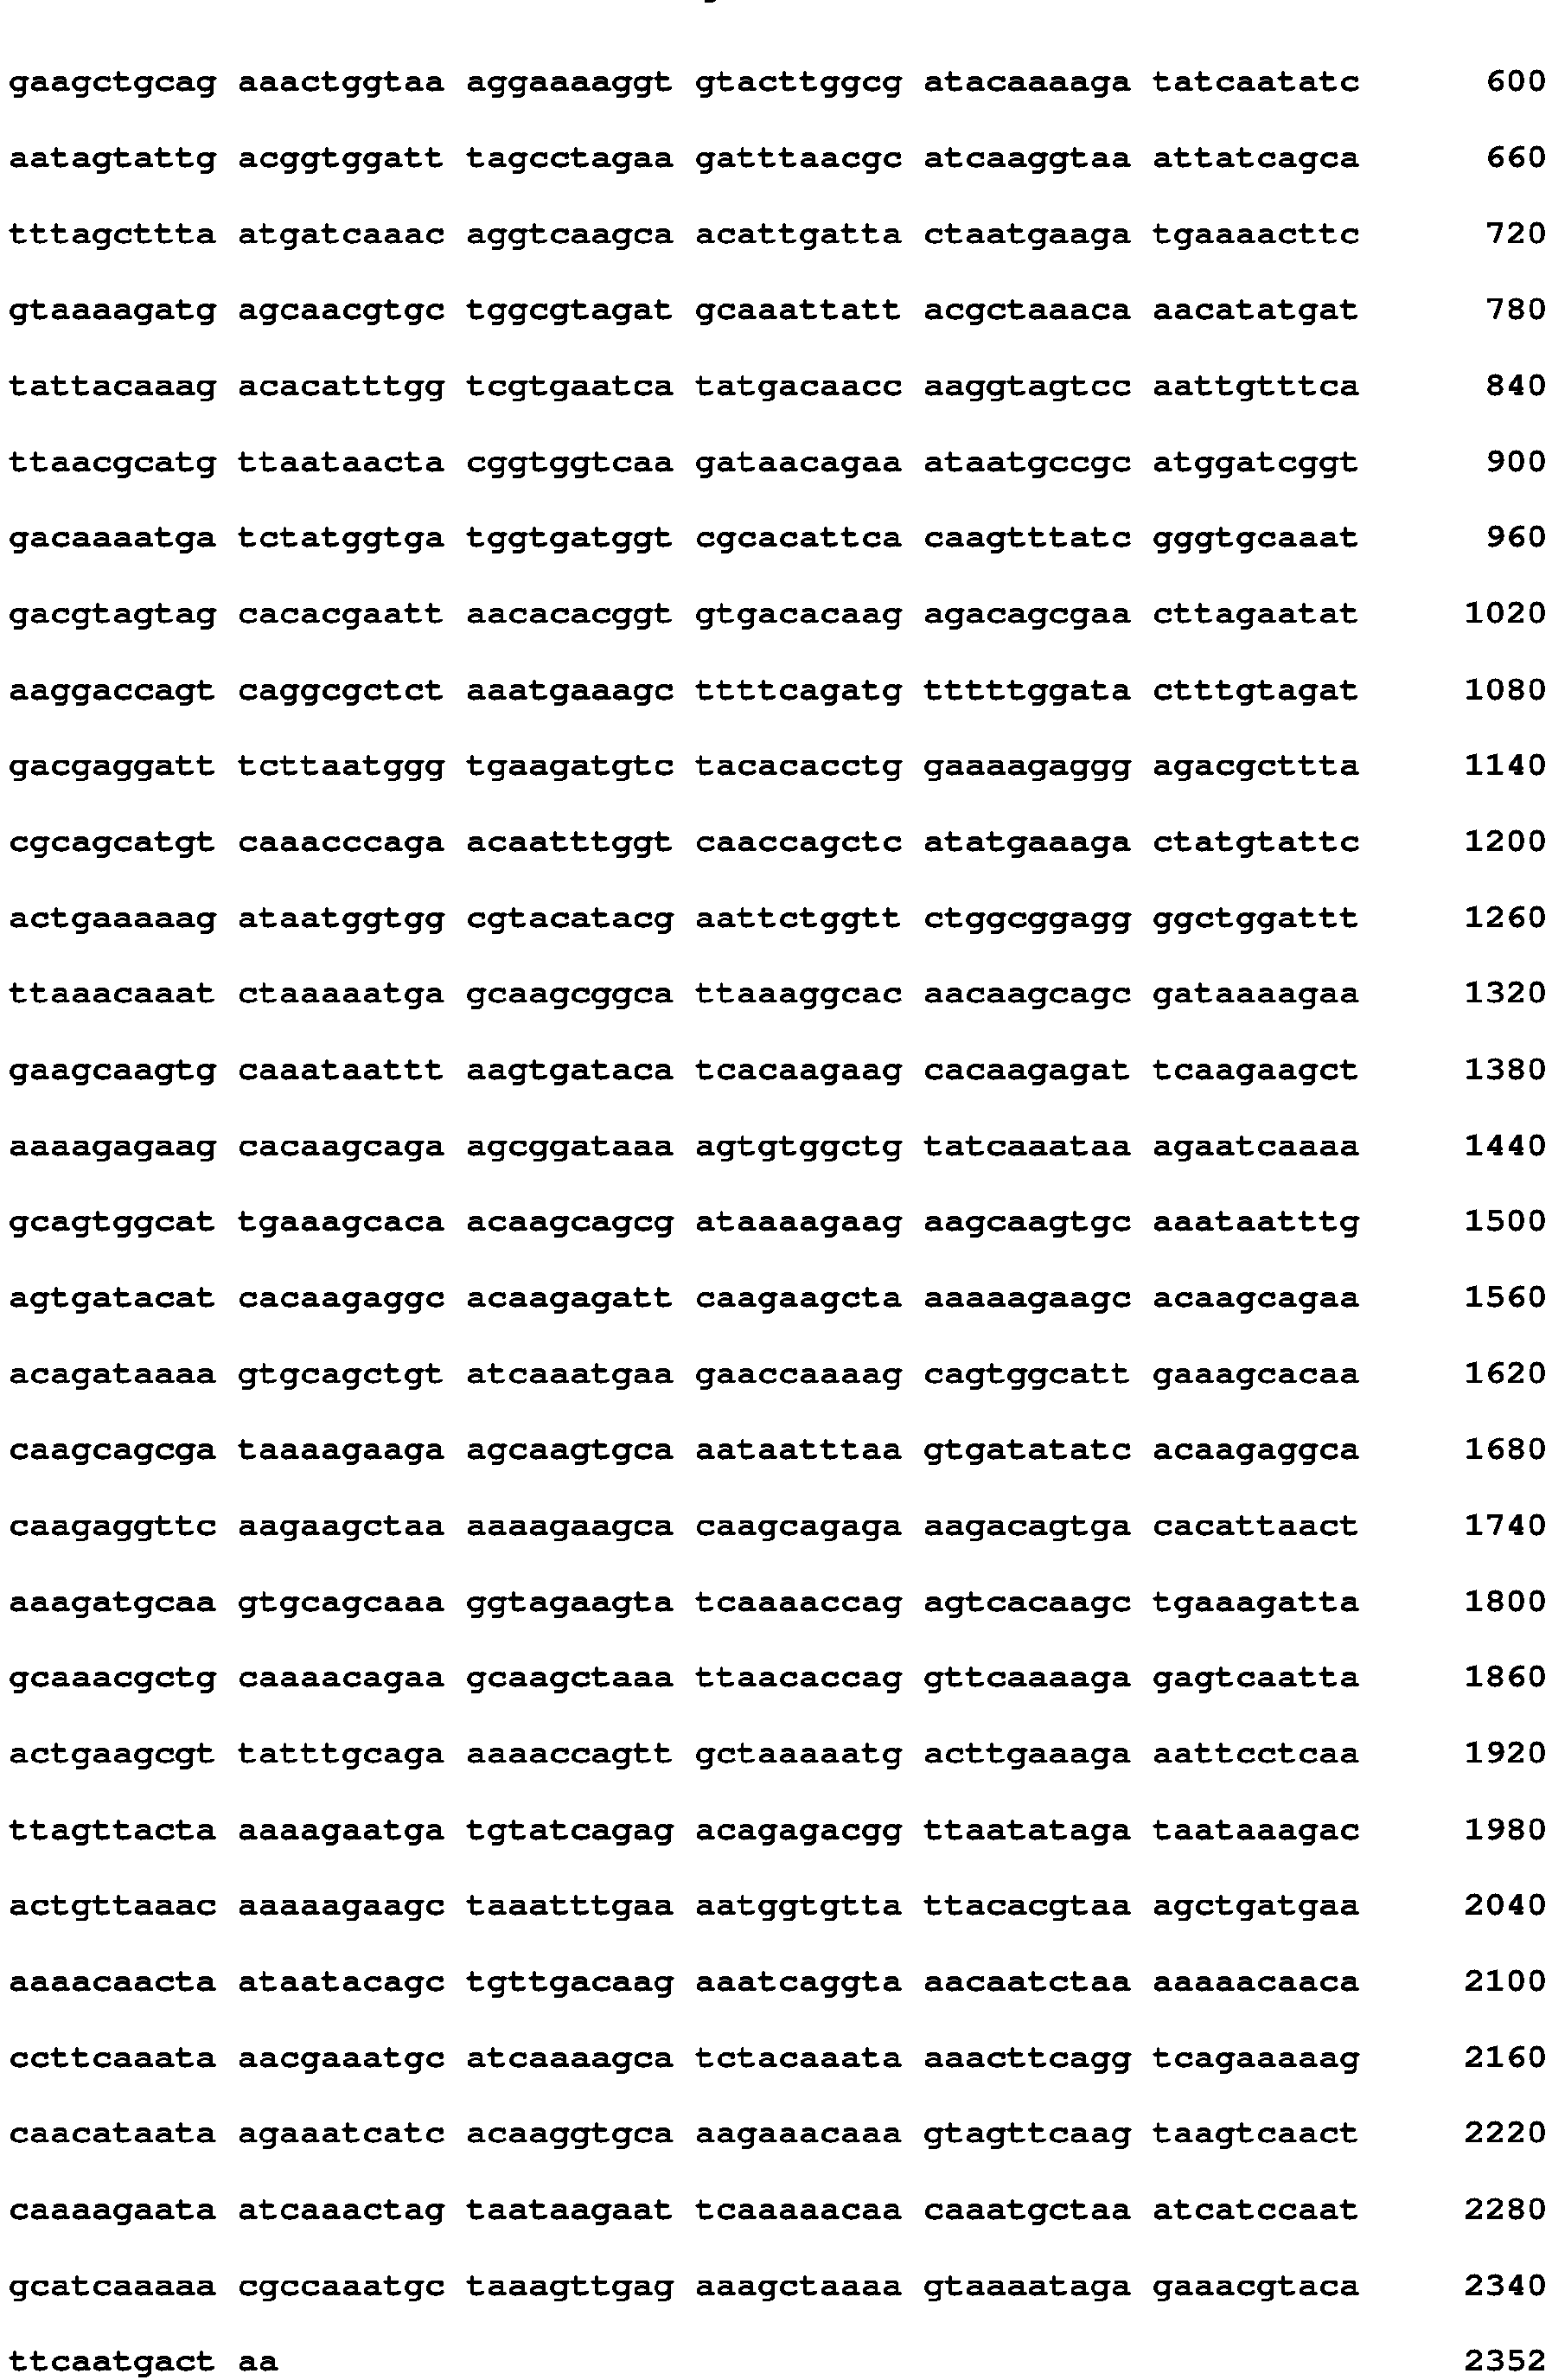 gaagctgcag aaactggtaa aggaaaaggt gtacttggcg atacaaaaga tatcaatatc 600
aatagtattg acggtggatt tagcctagaa gatttaacgc atcaaggtaa attatcagca 660
tttagcttta atgatcaaac aggtcaagca acattgatta ctaatgaaga tgaaaacttc 720
gtaaaagatg agcaacgtgc tggcgtagat gcaaattatt acgctaaaca aacatatgat 780
tattacaaag acacatttgg tcgtgaatca tatgacaacc aaggtagtcc aattgtttca 840
ttaacgcatg ttaataacta cggtggtcaa gataacagaa ataatgccgc atggatcggt 900
gacaaaatga tctatggtga tggtgatggt cgcacattca caagtttatc gggtgcaaat 960
gacgtagtag cacacgaatt aacacacggt gtgacacaag agacagcgaa cttagaatat 1020
aaggaccagt caggcgctct aaatgaaagc ttttcagatg tttttggata ctttgtagat 1080
gacgaggatt tcttaatggg tgaagatgtc tacacacctg gaaaagaggg agacgcttta 1140
cgcagcatgt caaacccaga acaatttggt caaccagctc atatgaaaga ctatgtattc 1200
actgaaaaag ataatggtgg cgtacatacg aattctggtt ctggcggagg ggctggattt 1260
ttaaacaaat ctaaaaatga gcaagcggca ttaaaggcac aacaagcagc gataaaagaa 1320
gaagcaagtg caaataattt aagtgataca tcacaagaag cacaagagat tcaagaagct 1380
aaaagagaag cacaagcaga agcggataaa agtgtggctg tatcaaataa agaatcaaaa 1440
gcagtggcat tgaaagcaca acaagcagcg ataaaagaag aagcaagtgc aaataatttg 1500
agtgatacat cacaagaggc acaagagatt caagaagcta aaaaagaagc acaagcagaa 1560
acagataaaa gtgcagctgt atcaaatgaa gaaccaaaag cagtggcatt gaaagcacaa 1620
caagcagcga taaaagaaga agcaagtgca aataatttaa gtgatatatc acaagaggca 1680
caagaggttc aagaagctaa aaaagaagca caagcagaga aagacagtga cacattaact 1740
aaagatgcaa gtgcagcaaa ggtagaagta tcaaaaccag agtcacaagc tgaaagatta 1800
gcaaacgctg caaaacagaa gcaagctaaa ttaacaccag gttcaaaaga gagtcaatta 1860
actgaagcgt tatttgcaga aaaaccagtt gctaaaaatg acttgaaaga aattcctcaa 1920
ttagttacta aaaagaatga tgtatcagag acagagacgg ttaatataga taataaagac 1980
actgttaaac aaaaagaagc taaatttgaa aatggtgtta ttacacgtaa agctgatgaa 2040
aaaacaacta ataatacagc tgttgacaag aaatcaggta aacaatctaa aaaaacaaca 2100
ccttcaaata aacgaaatgc atcaaaagca tctacaaata aaacttcagg tcagaaaaag 2160
caacataata agaaatcatc acaaggtgca aagaaacaaa gtagttcaag taagtcaact 2220
caaaagaata atcaaactag taataagaat tcaaaaacaa caaatgctaa atcatccaat 2280
gcatcaaaaa cgccaaatgc taaagttgag aaagctaaaa gtaaaataga gaaacgtaca 2340
ttcaatgact aa 2352